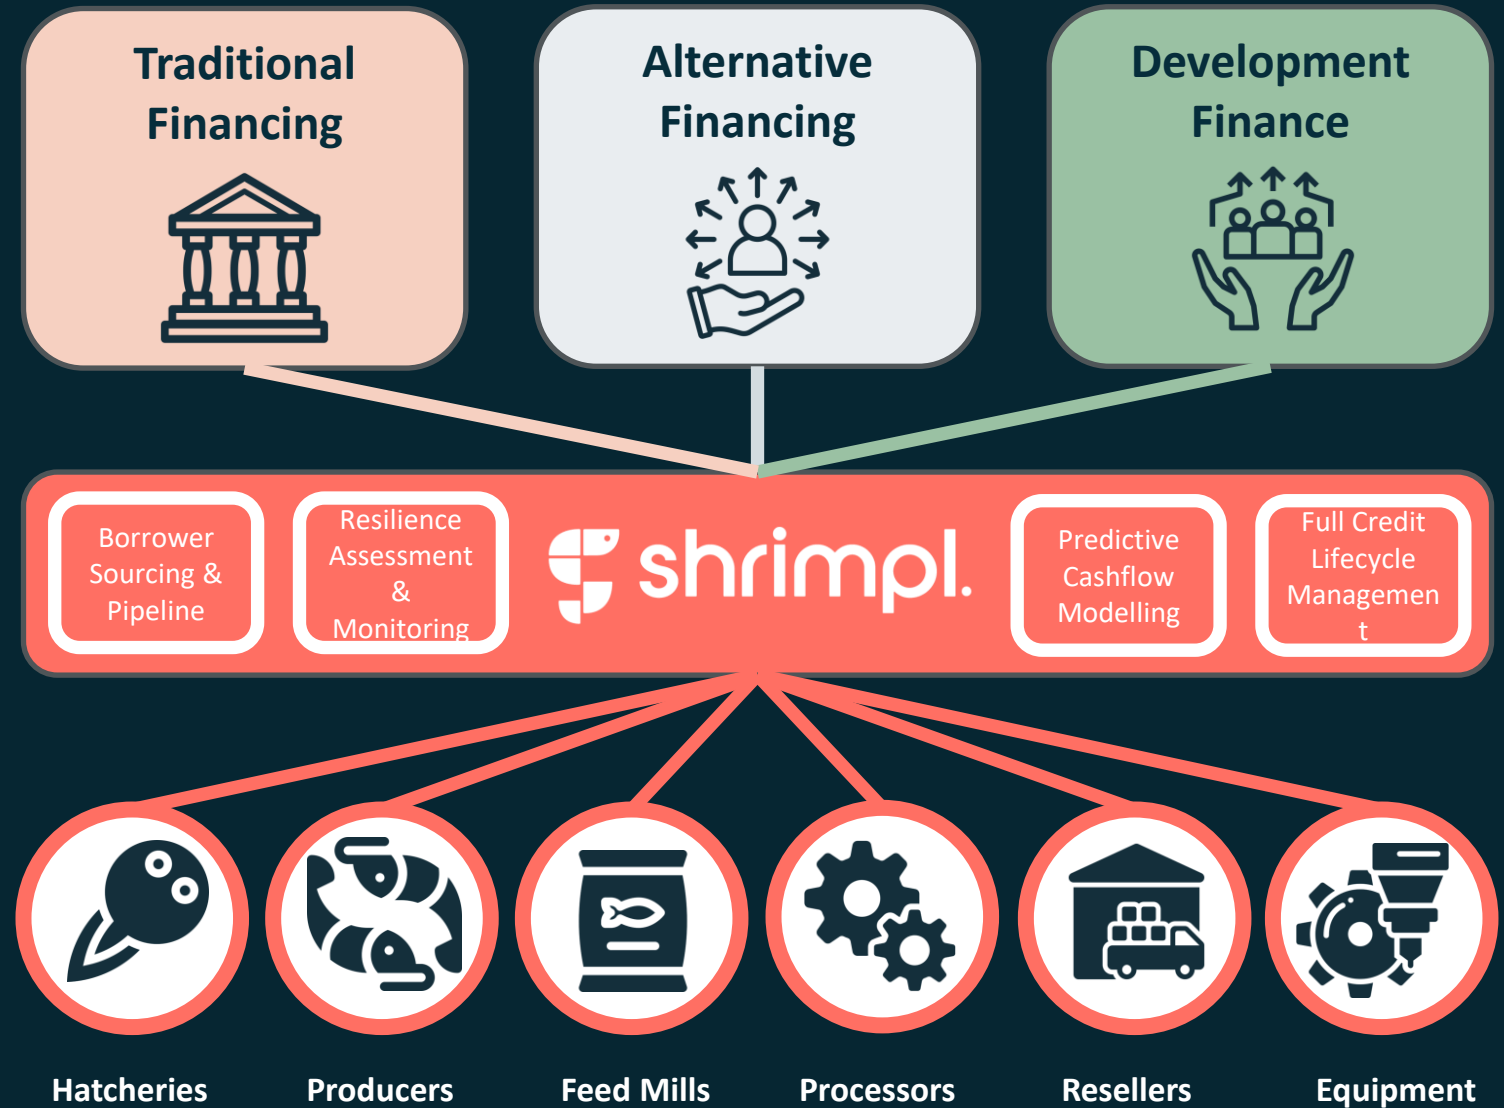 Traditional
Financing
Alternative
Financing
Development
Finance
Borrower
Sourcing &
Pipeline
Resilience
Assessment
&
Monitoring
shrimpl.
Predictive
Cashflow
Modelling
Full Credit
Lifecycle
Managemen
t
Hatcheries
Producers
Feed Mills
Processors
Resellers
Equipment